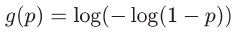 g(p) = log(− log(1 − p))